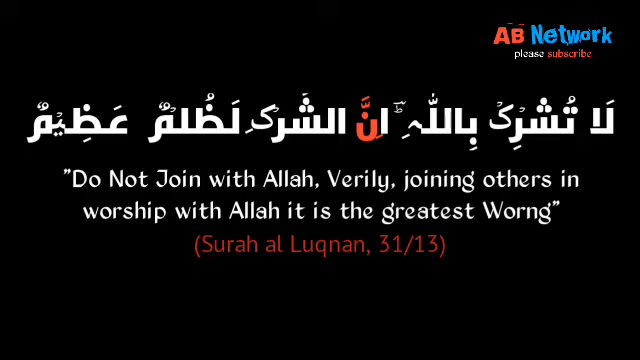 AB Network
please subscribe
لَا تُشْرِكْ بِاللّٰهِ ؕ اِنَّ الشِّرْكَ لَظُلْمٌ عَظِيْمٌ
"Do Not Join with Allah, Verily, joining others in
worship with Allah it is the greatest Worng"
(Surah al Luqnan, 31/13)